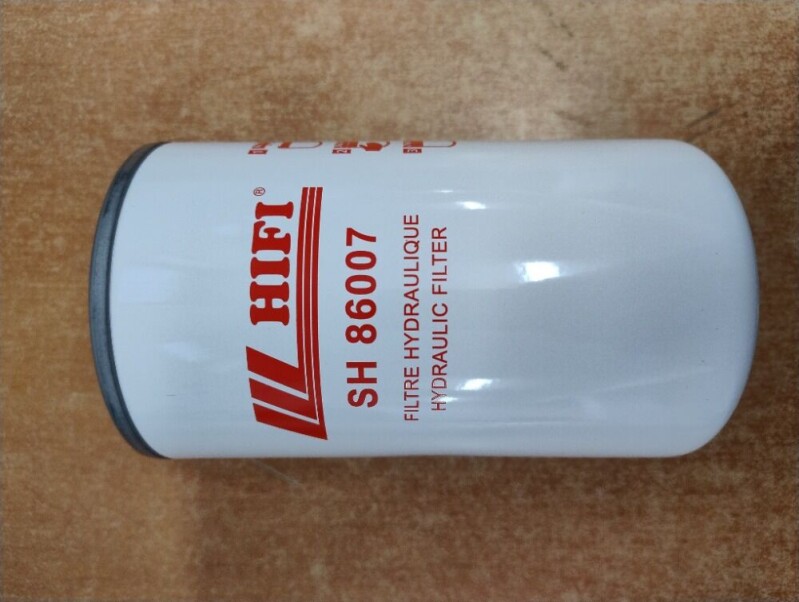 HIFI®
SH 86007
FILTRE HYDRAULIQUE
HYDRAULIC FILTER